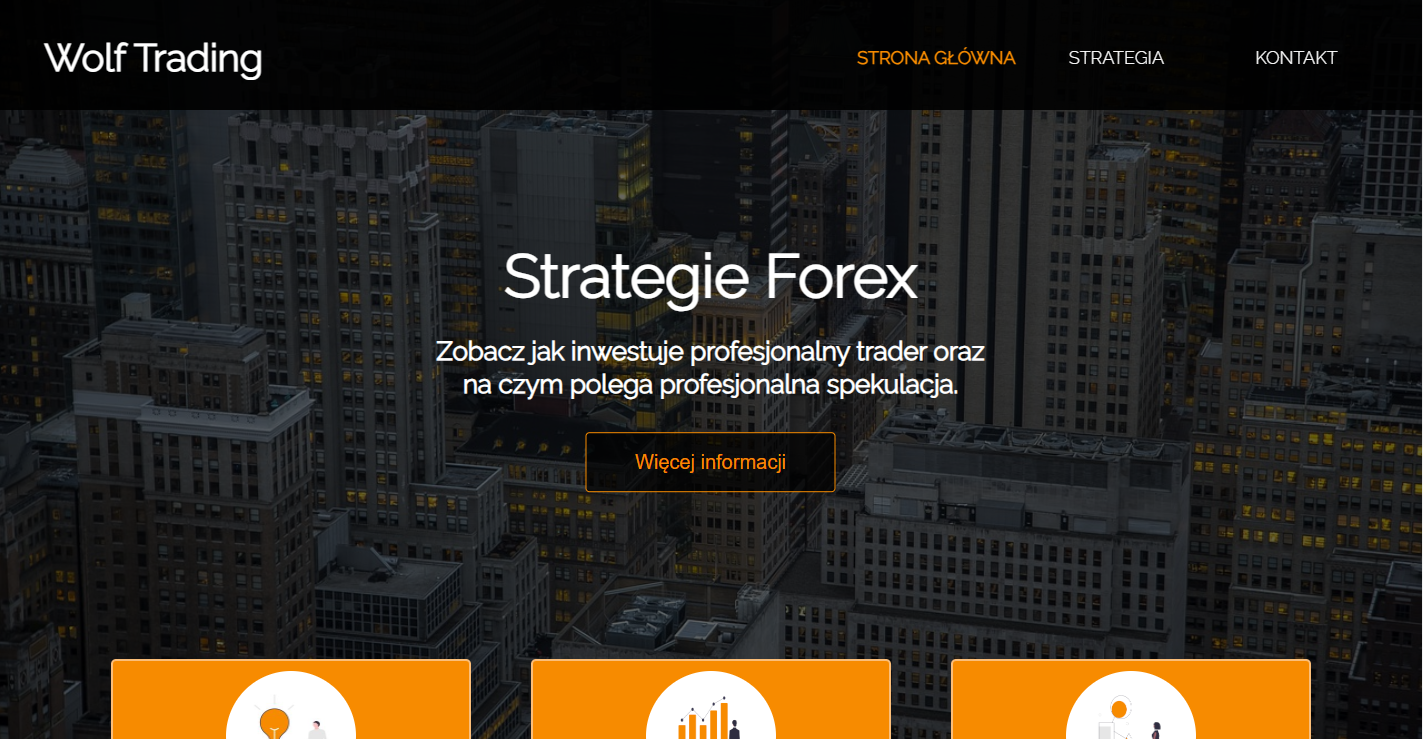 Wolf Trading
STRONA GŁÓWNA
STRATEGIA
KONTAKT
Strategie Forex
Zobacz jak inwestuje profesjonalny trader oraz
na czym polega profesjonalna spekulacja.
Więcej informacji